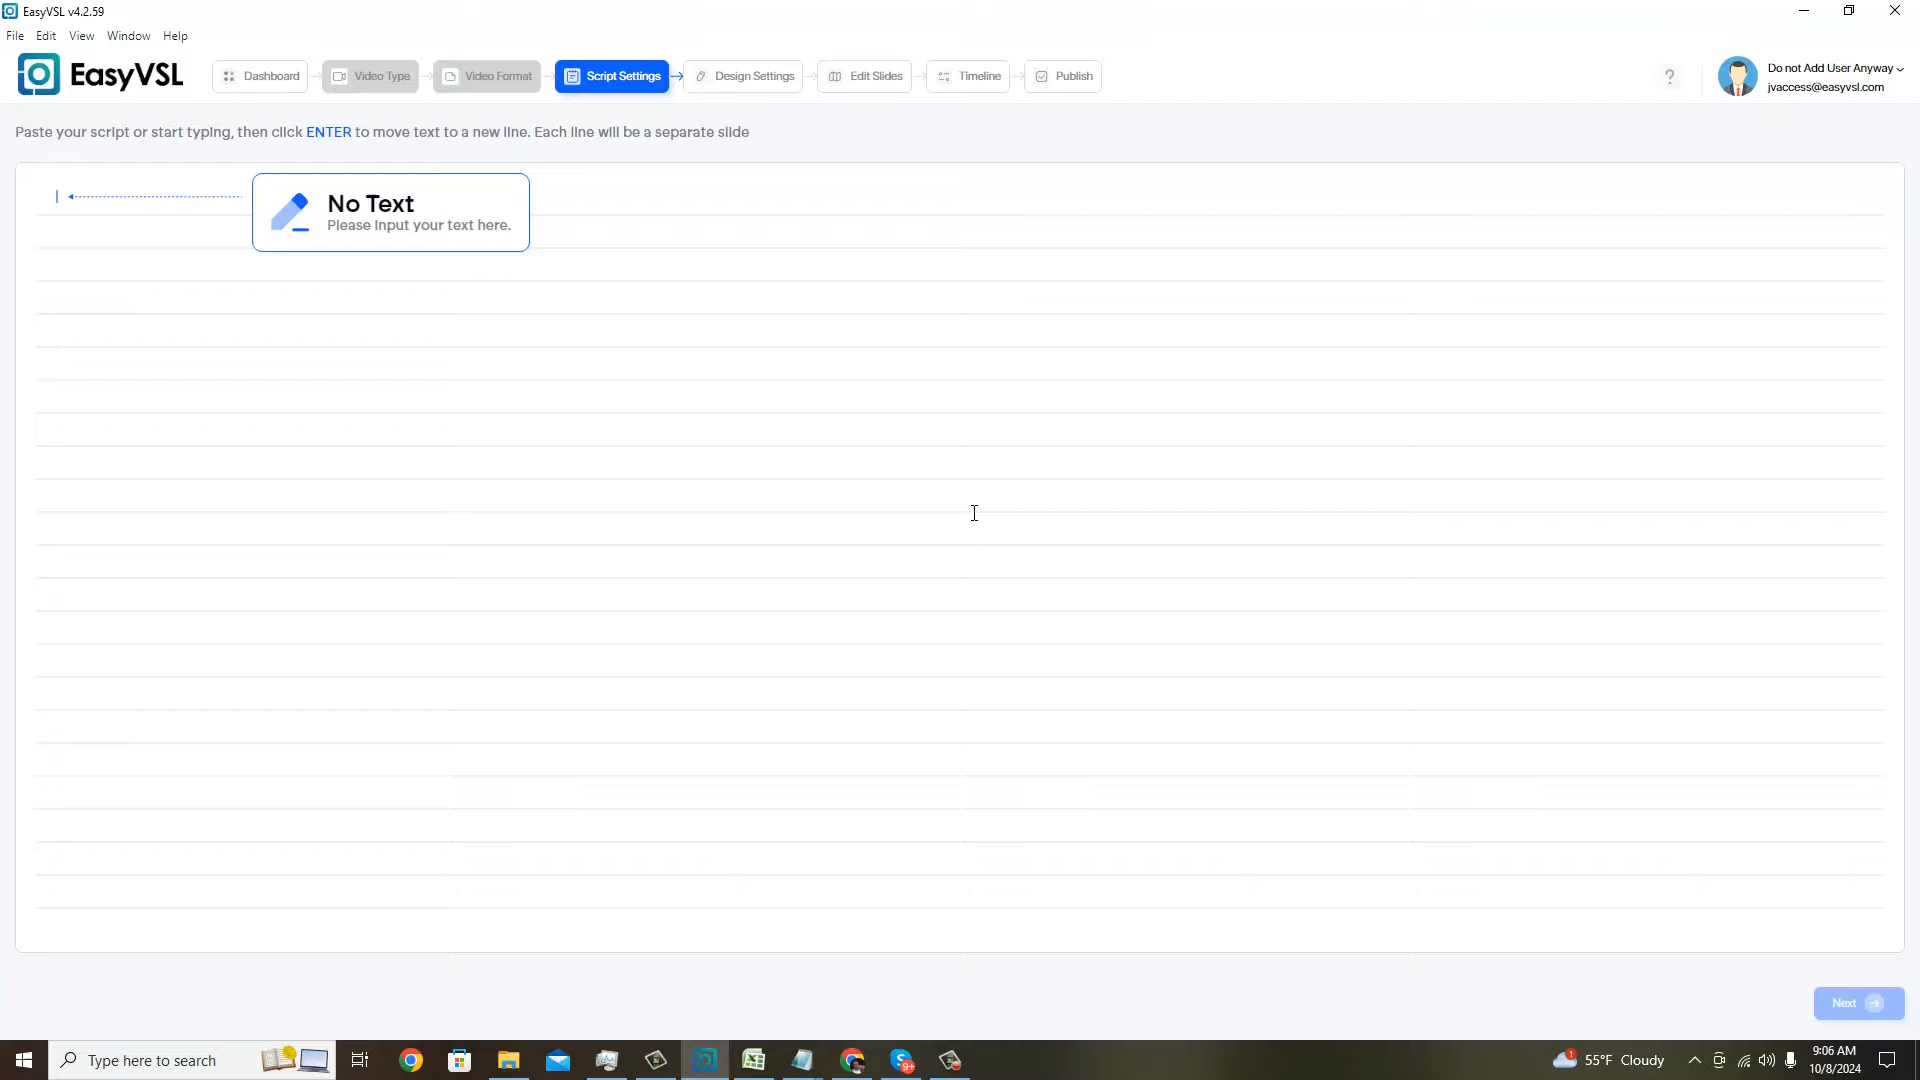 EasyVSL v4.2.59
File Edit View Window Help
EasyVSL Dashboard Video Type Video Format Script Settings Design Settings Edit Slides Timeline Publish ? Do not Add User Anyway
jvaccess@easyvsl.com
Paste your script or start typing, then click ENTER to move text to a new line. Each line will be a separate slide
No Text
Please input your text here.
Next
Type here to search
9+
1
55°F Cloudy
9:06 AM
10/8/2024